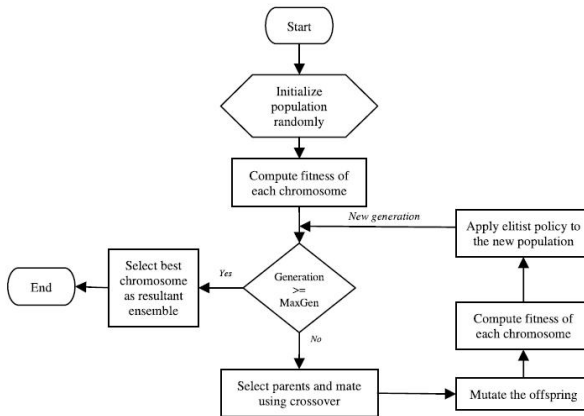 Start
Initialize
population
randomly
Compute fitness of
each chromosome
New generation
Apply elitist policy to
the new population
End
Select best
chromosome
as resultant
ensemble
Yes
Generation
>=
MaxGen
Compute fitness
of each chromosome
No
Select parents and mate
using crossover
Mutate the offspring